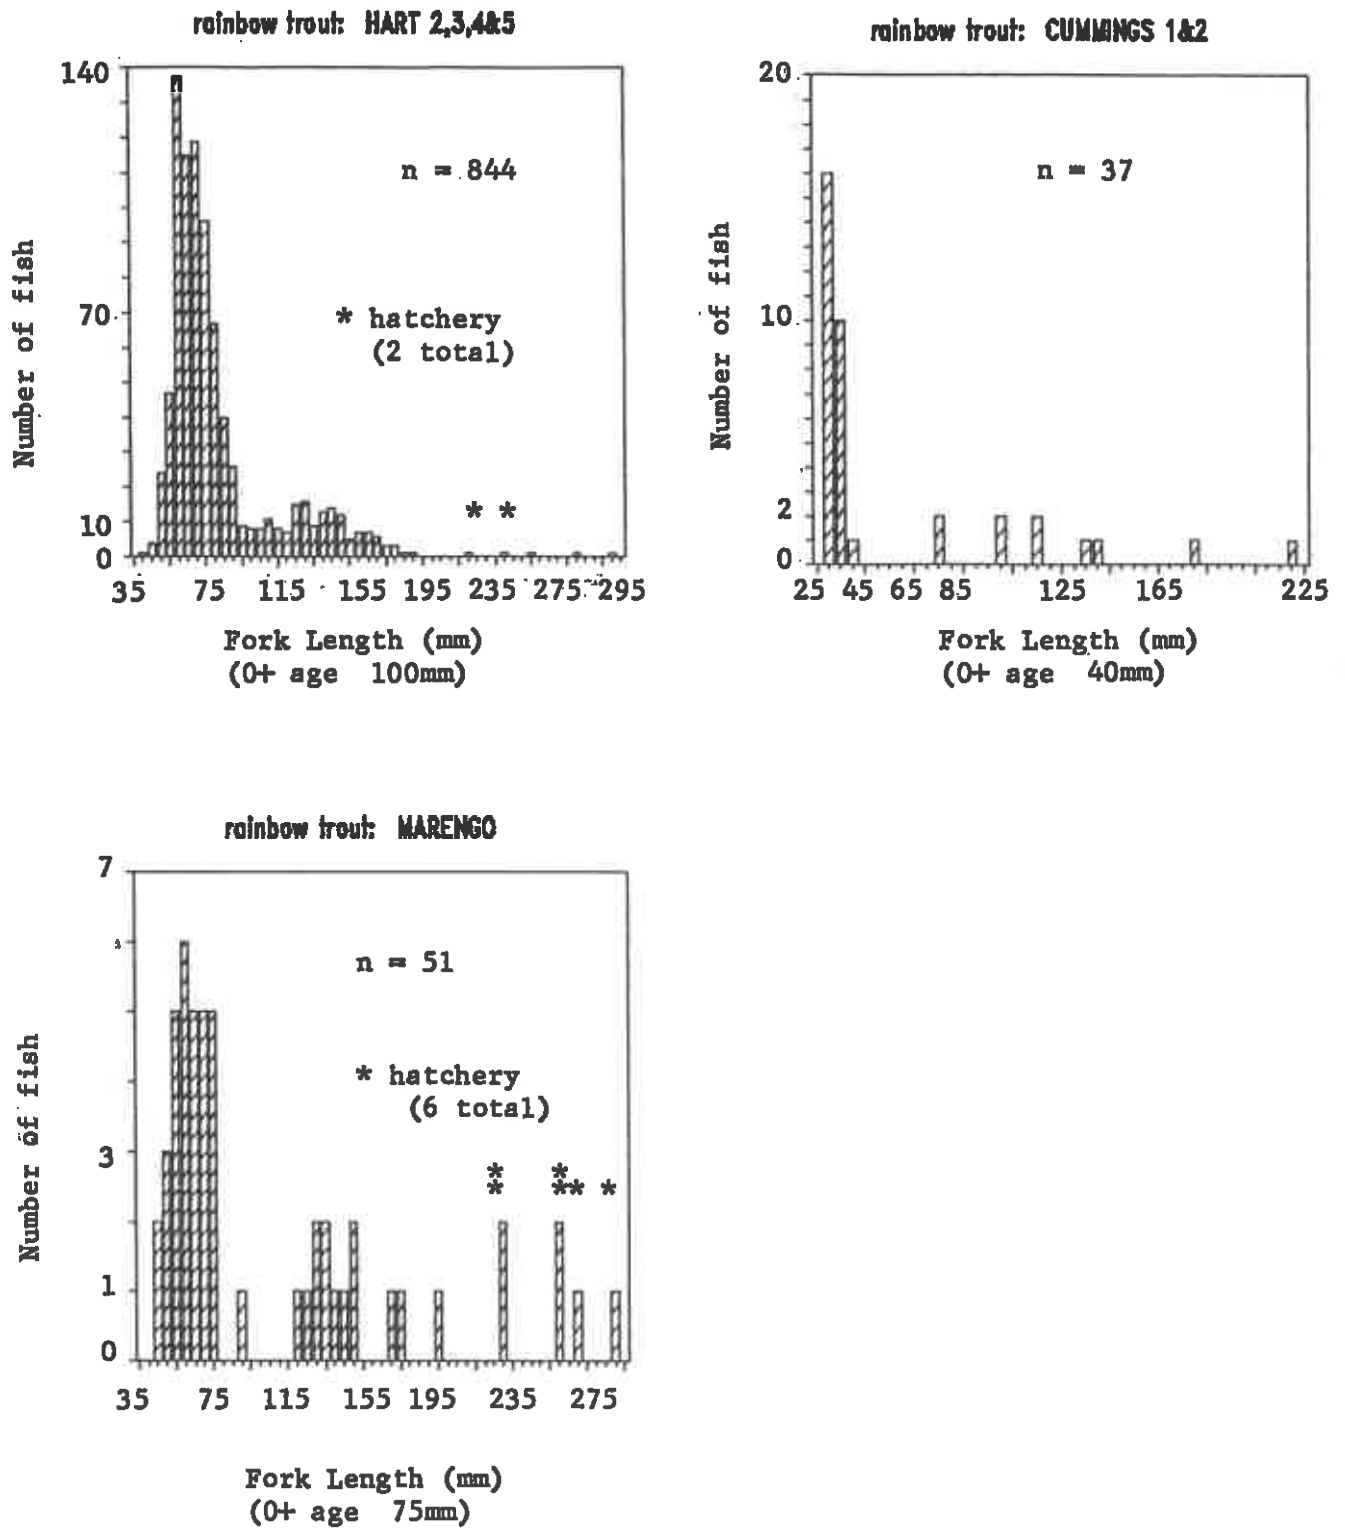 rainbow trout: HART 2,3,4&5
140
70
10
0
Number of fish
n = 844
* hatchery
(2 total)
* *
35 75 115 155 195 235 275 295
Fork Length (mm)
(0+ age 100mm)
rainbow trout: CUMMINGS 1&2
20
10
2
0
Number of fish
n = 37
25 45 65 85 125 165 225
Fork Length (mm)
(0+ age 40mm)
rainbow trout: MARENGO
7
3
1
0
Number of fish
n = 51
* hatchery
(6 total)
* *
* ** *
35 75 115 155 195 235 275
Fork Length (mm)
(0+ age 75mm)